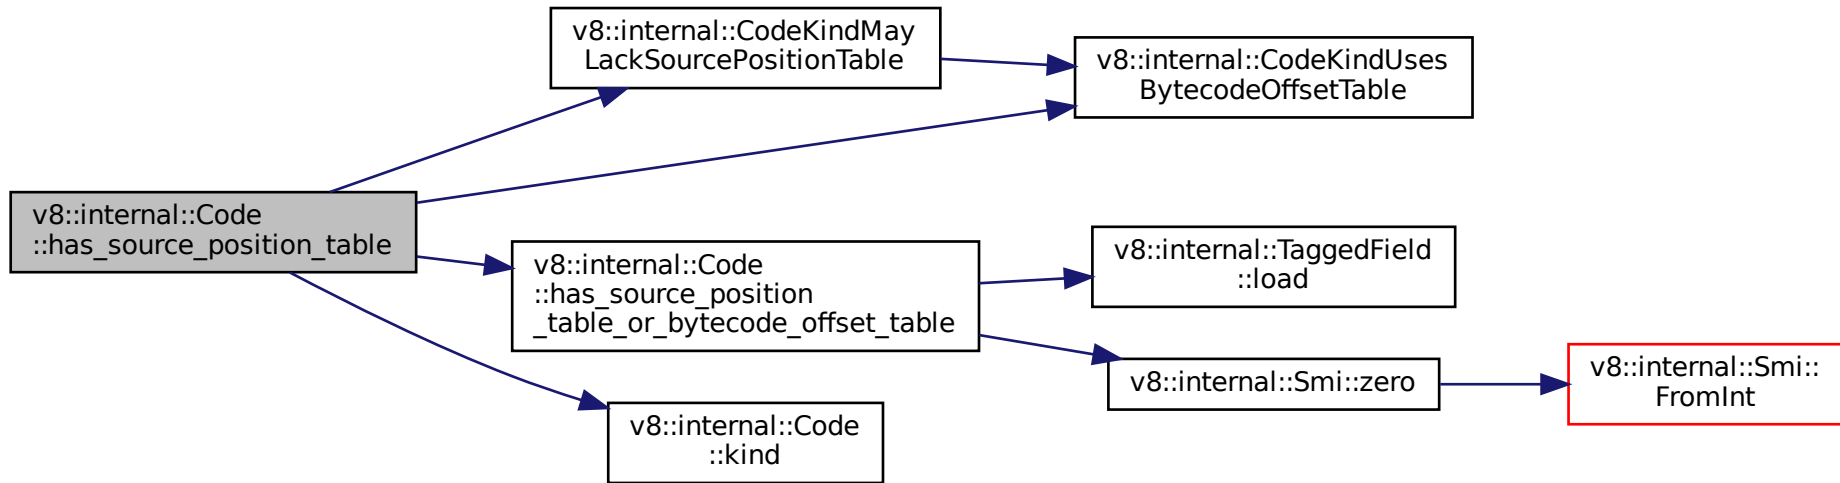 v8::internal::CodeKindMay
LackSourcePositionTable
v8::internal::CodeKindUses
BytecodeOffsetTable
v8::internal::Code
::has_source_position_table
v8::internal::Code
::has_source_position
_table_or_bytecode_offset_table
v8::internal::TaggedField
::load
v8::internal::Smi::zero
v8::internal::Smi::
FromInt
v8::internal::Code
::kind